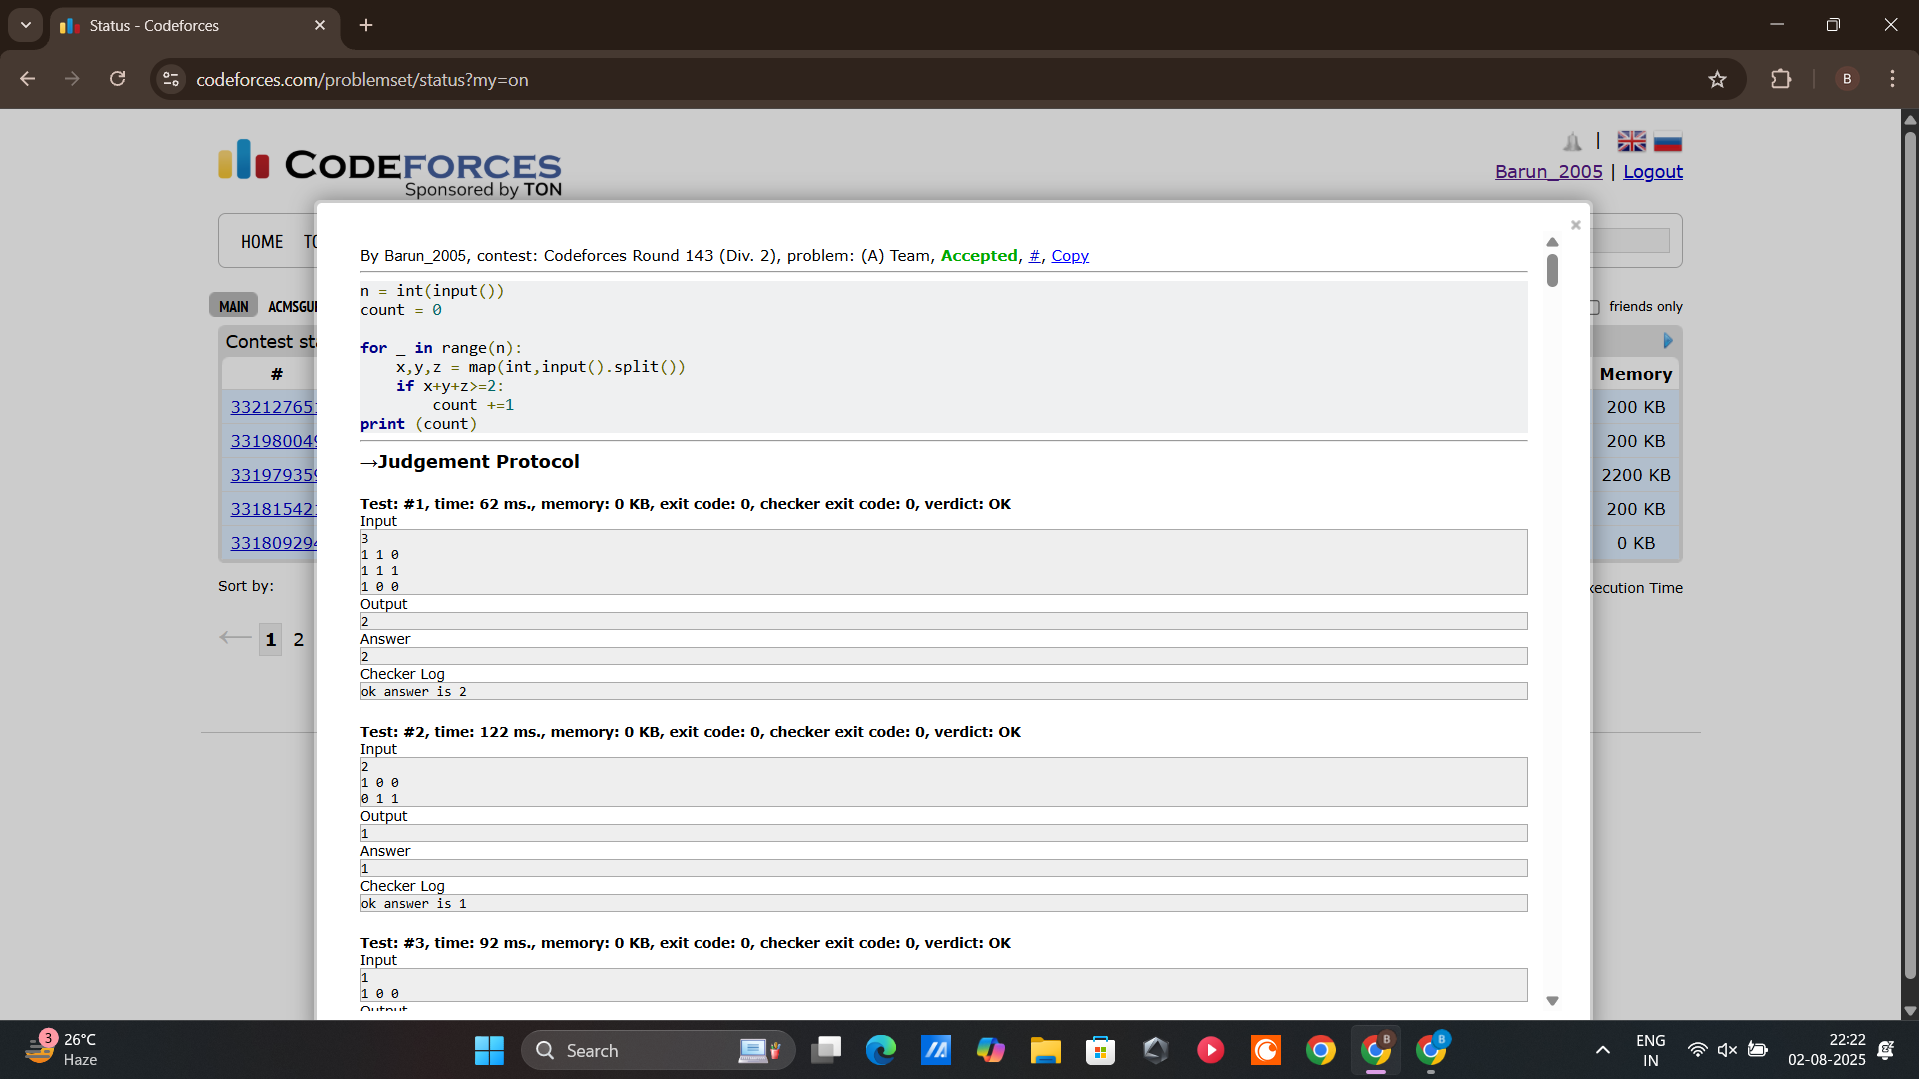 Status - Codeforces
codeforces.com/problemset/status?my=on
B
CODEFORCES
Sponsored by TON
|
Barun_2005 | Logout
HOME
MAIN ACMSGU
friends only
Contest
#
Memory
33212765
200 KB
33198004
200 KB
33197935
2200 KB
33181542
200 KB
33180929
0 KB
Sort by:
Execution Time
1 2
By Barun_2005, contest: Codeforces Round 143 (Div. 2), problem: (A) Team, Accepted, #, Copy
n = int(input())
count = 0
for _ in range(n):
    x,y,z = map(int,input().split())
    if x+y+z>=2:
        count +=1
print (count)
→Judgement Protocol
Test: #1, time: 62 ms., memory: 0 KB, exit code: 0, checker exit code: 0, verdict: OK
Input
3
1 1 0
1 1 1
1 0 0
Output
2
Answer
2
Checker Log
ok answer is 2
Test: #2, time: 122 ms., memory: 0 KB, exit code: 0, checker exit code: 0, verdict: OK
Input
2
1 0 0
0 1 1
Output
1
Answer
1
Checker Log
ok answer is 1
Test: #3, time: 92 ms., memory: 0 KB, exit code: 0, checker exit code: 0, verdict: OK
Input
1
1 0 0
Output
3
26°C
Haze
Search
B
B
ENG
IN
22:22
02-08-2025